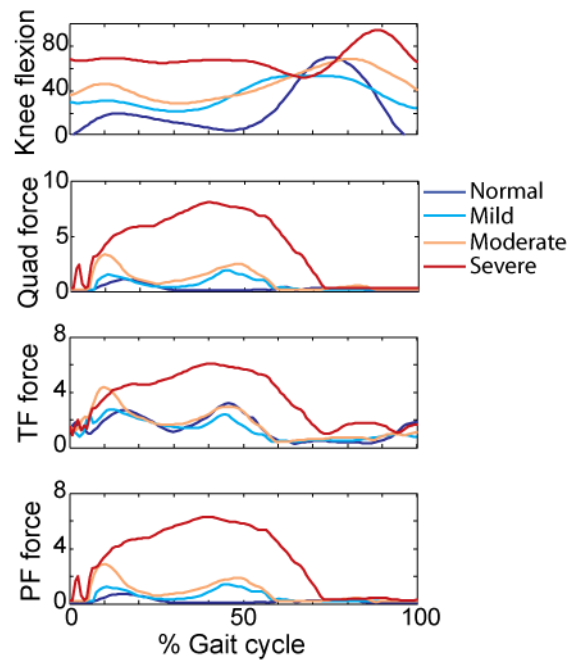 Knee flexion
80
40
0
Quad force
10
5
0
Normal
Mild
Moderate
Severe
TF force
8
4
0
PF force
8
4
0
0
50
100
% Gait cycle